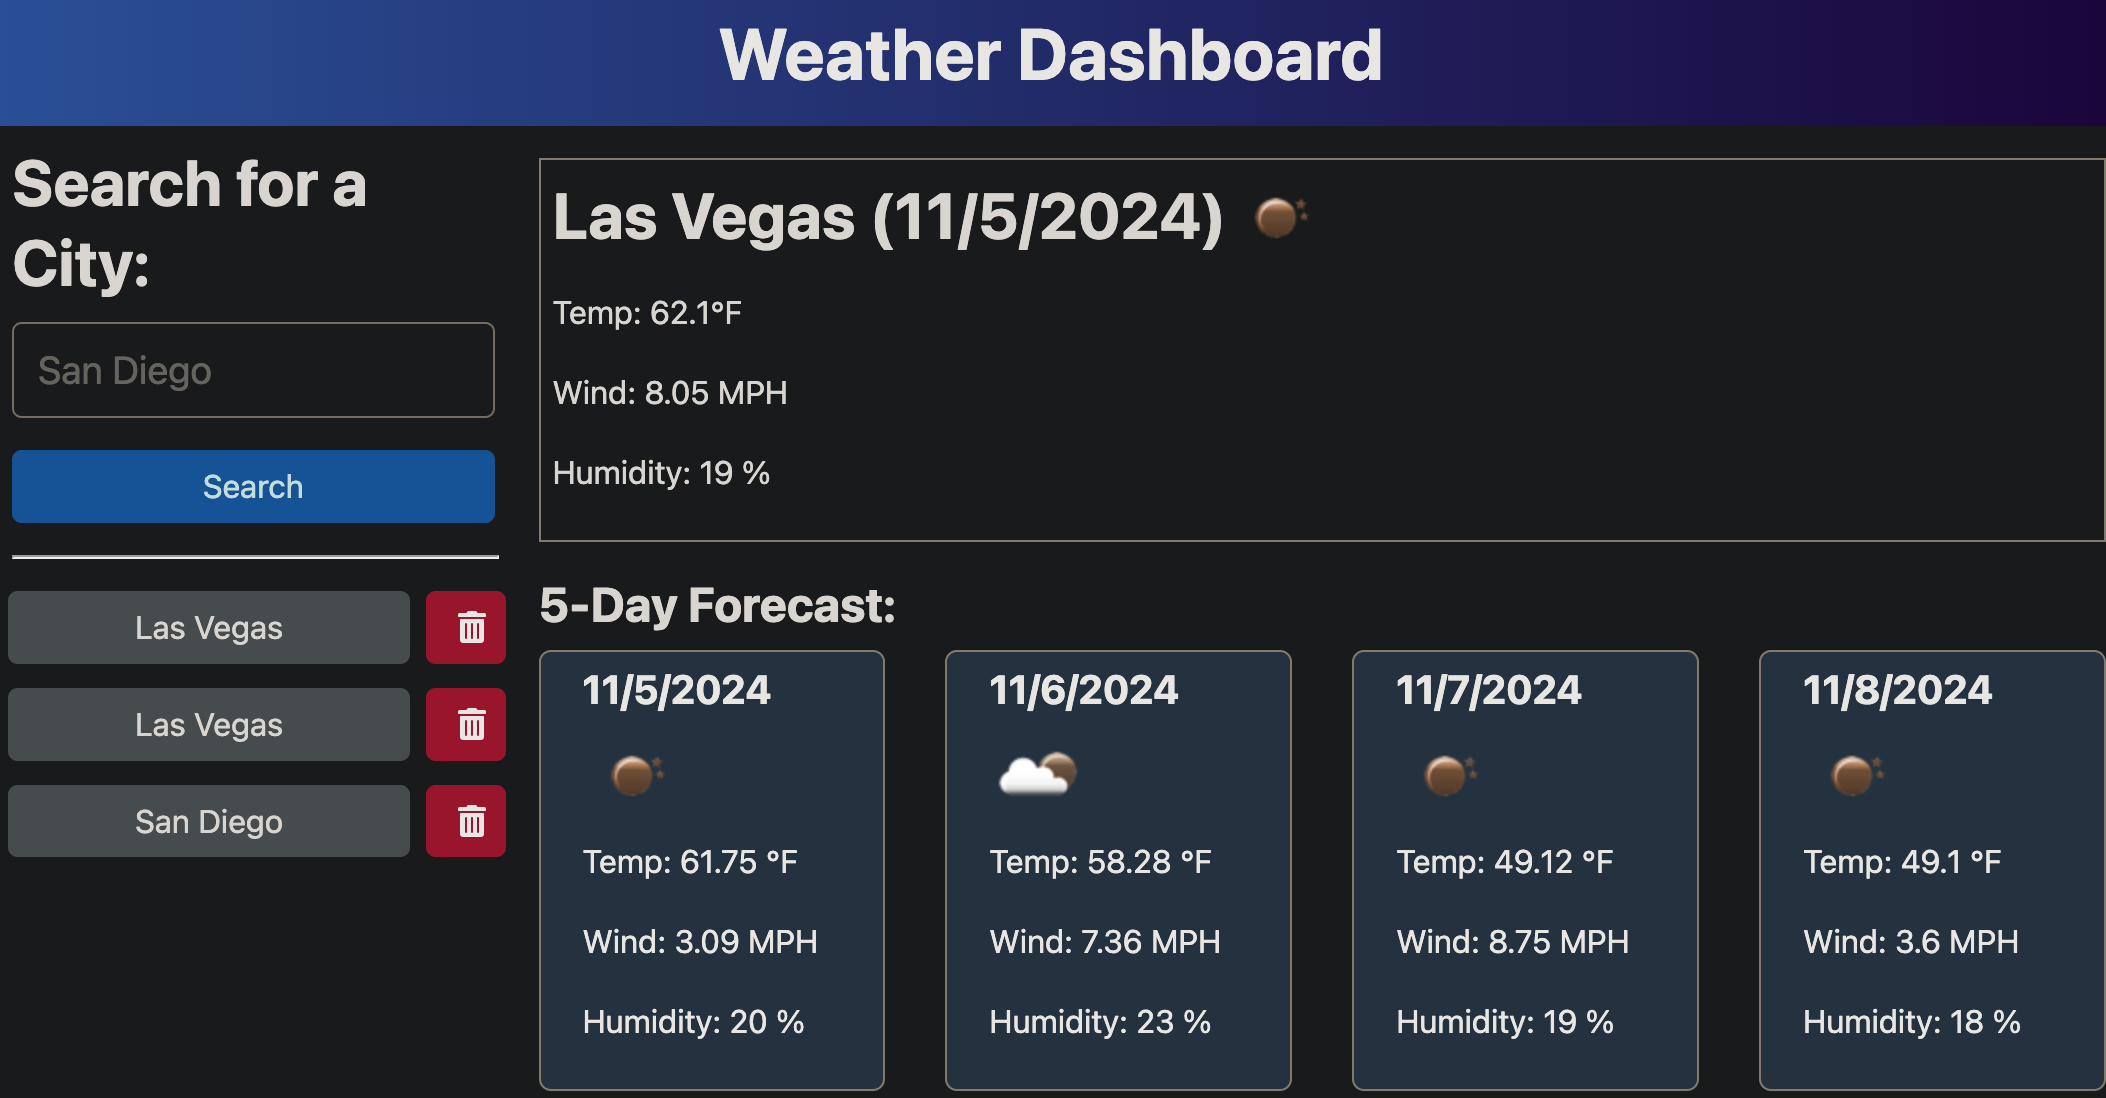 Weather Dashboard
Search for a
City:
San Diego
Search
Las Vegas
Las Vegas
San Diego
Las Vegas (11/5/2024)
Temp: 62.1°F
Wind: 8.05 MPH
Humidity: 19 %
5-Day Forecast:
11/5/2024
Temp: 61.75 °F
Wind: 3.09 MPH
Humidity: 20 %
11/6/2024
Temp: 58.28 °F
Wind: 7.36 MPH
Humidity: 23 %
11/7/2024
Temp: 49.12 °F
Wind: 8.75 MPH
Humidity: 19 %
11/8/2024
Temp: 49.1 °F
Wind: 3.6 MPH
Humidity: 18 %